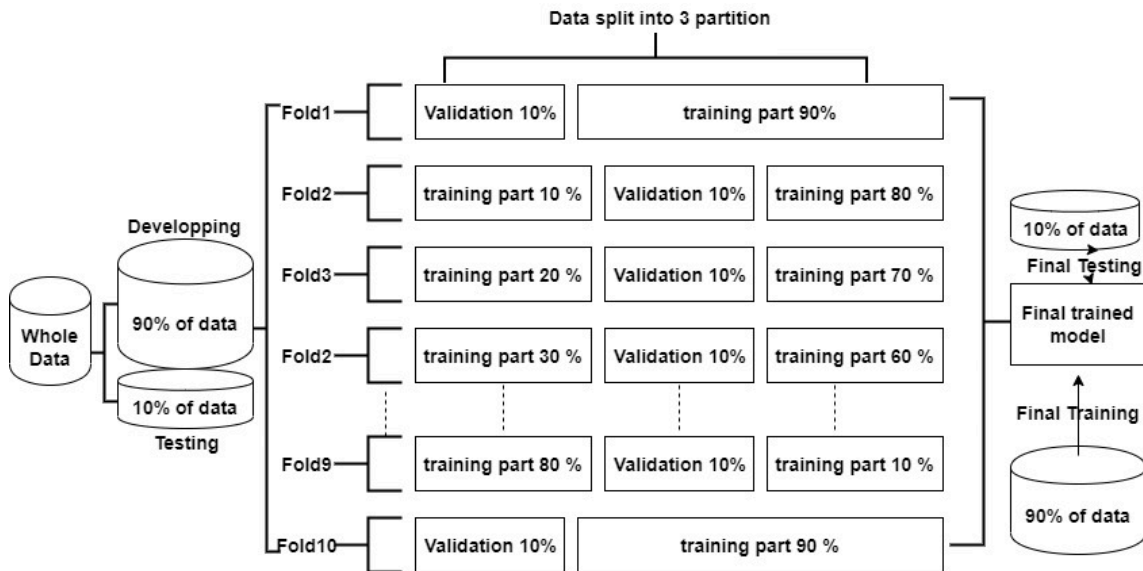 Data split into 3 partition
Fold1
Validation 10%
training part 90%
Fold2
training part 10 %
Validation 10%
training part 80 %
Developping
90% of data
Whole
Data
10% of data
Testing
Fold3
training part 20 %
Validation 10%
training part 70 %
Fold2
training part 30 %
Validation 10%
training part 60 %
Fold9
training part 80 %
Validation 10%
training part 10 %
Fold10
Validation 10%
training part 90 %
10% of data
Final Testing
Final trained
model
Final Training
90% of data